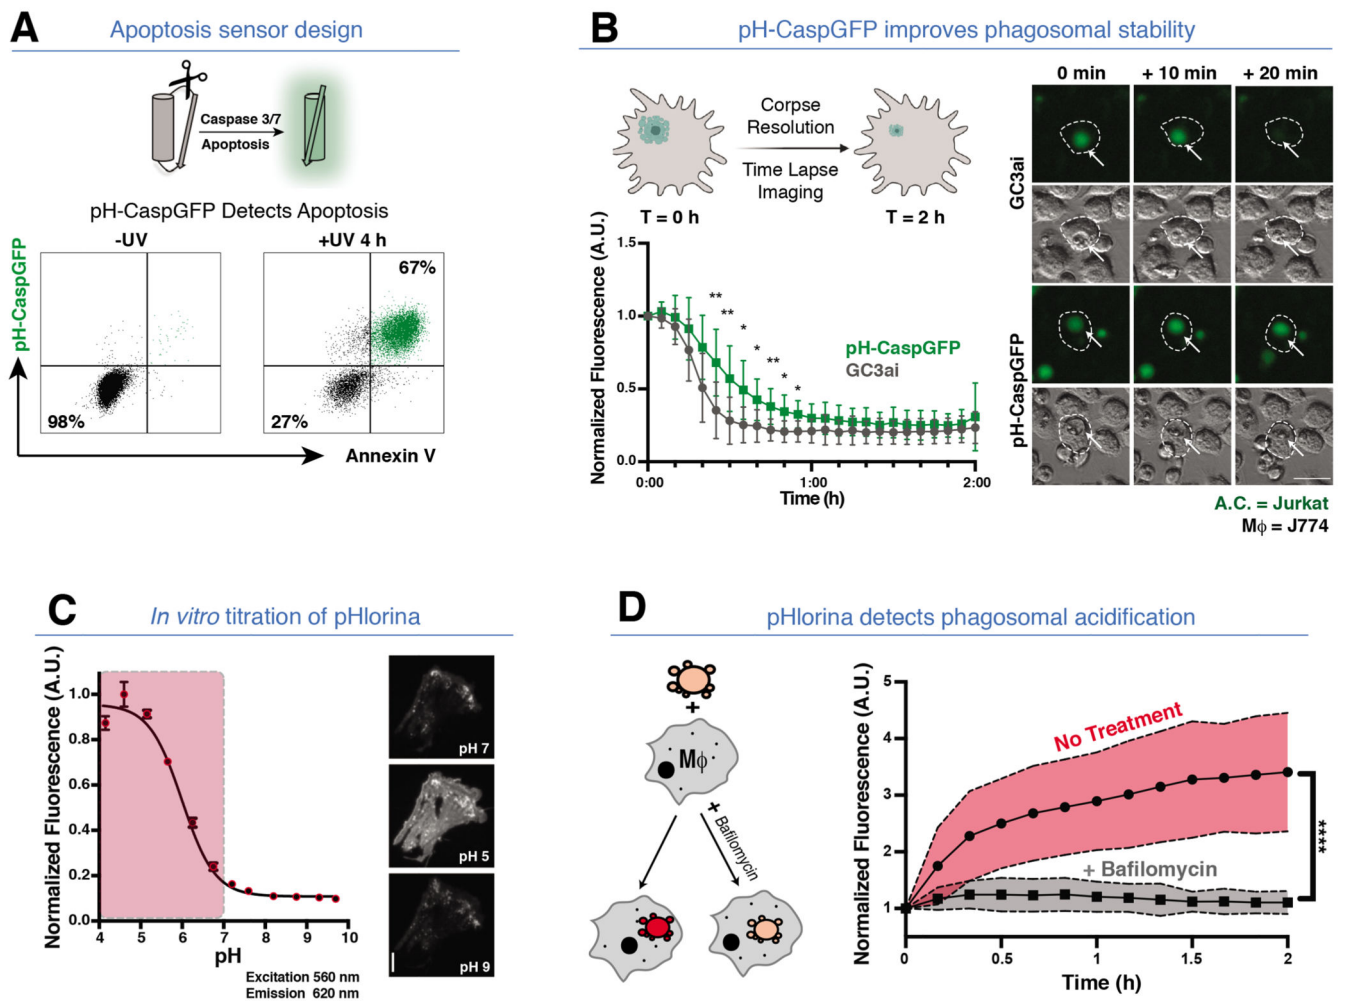 A
Apoptosis sensor design
Caspase 3/7
Apoptosis
pH-CaspGFP Detects Apoptosis
-UV
+UV 4 h
67%
pH-CaspGFP
98%
27%
Annexin V
B
pH-CaspGFP improves phagosomal stability
Corpse
Resolution
Time Lapse
Imaging
T = 0 h
T = 2 h
Normalized Fluorescence (A.U.)
1.5
1.0
0.5
0.0
**
**
*
*
**
*
*
pH-CaspGFP
GC3ai
0:00
1:00
2:00
Time (h)
0 min
+ 10 min
+ 20 min
GC3ai
pH-CaspGFP
A.C. = Jurkat
Mϕ = J774
C
In vitro titration of pHlorina
Normalized Fluorescence (A.U.)
1.0
0.8
0.6
0.4
0.2
0.0
4
5
6
7
8
9
10
pH
Excitation 560 nm
Emission 620 nm
pH 7
pH 5
pH 9
D
pHlorina detects phagosomal acidification
+
Mϕ
+ Bafilomycin
Normalized Fluorescence (A.U.)
5
4
3
2
1
No Treatment
+ Bafilomycin
****
0
0.5
1
1.5
2
Time (h)